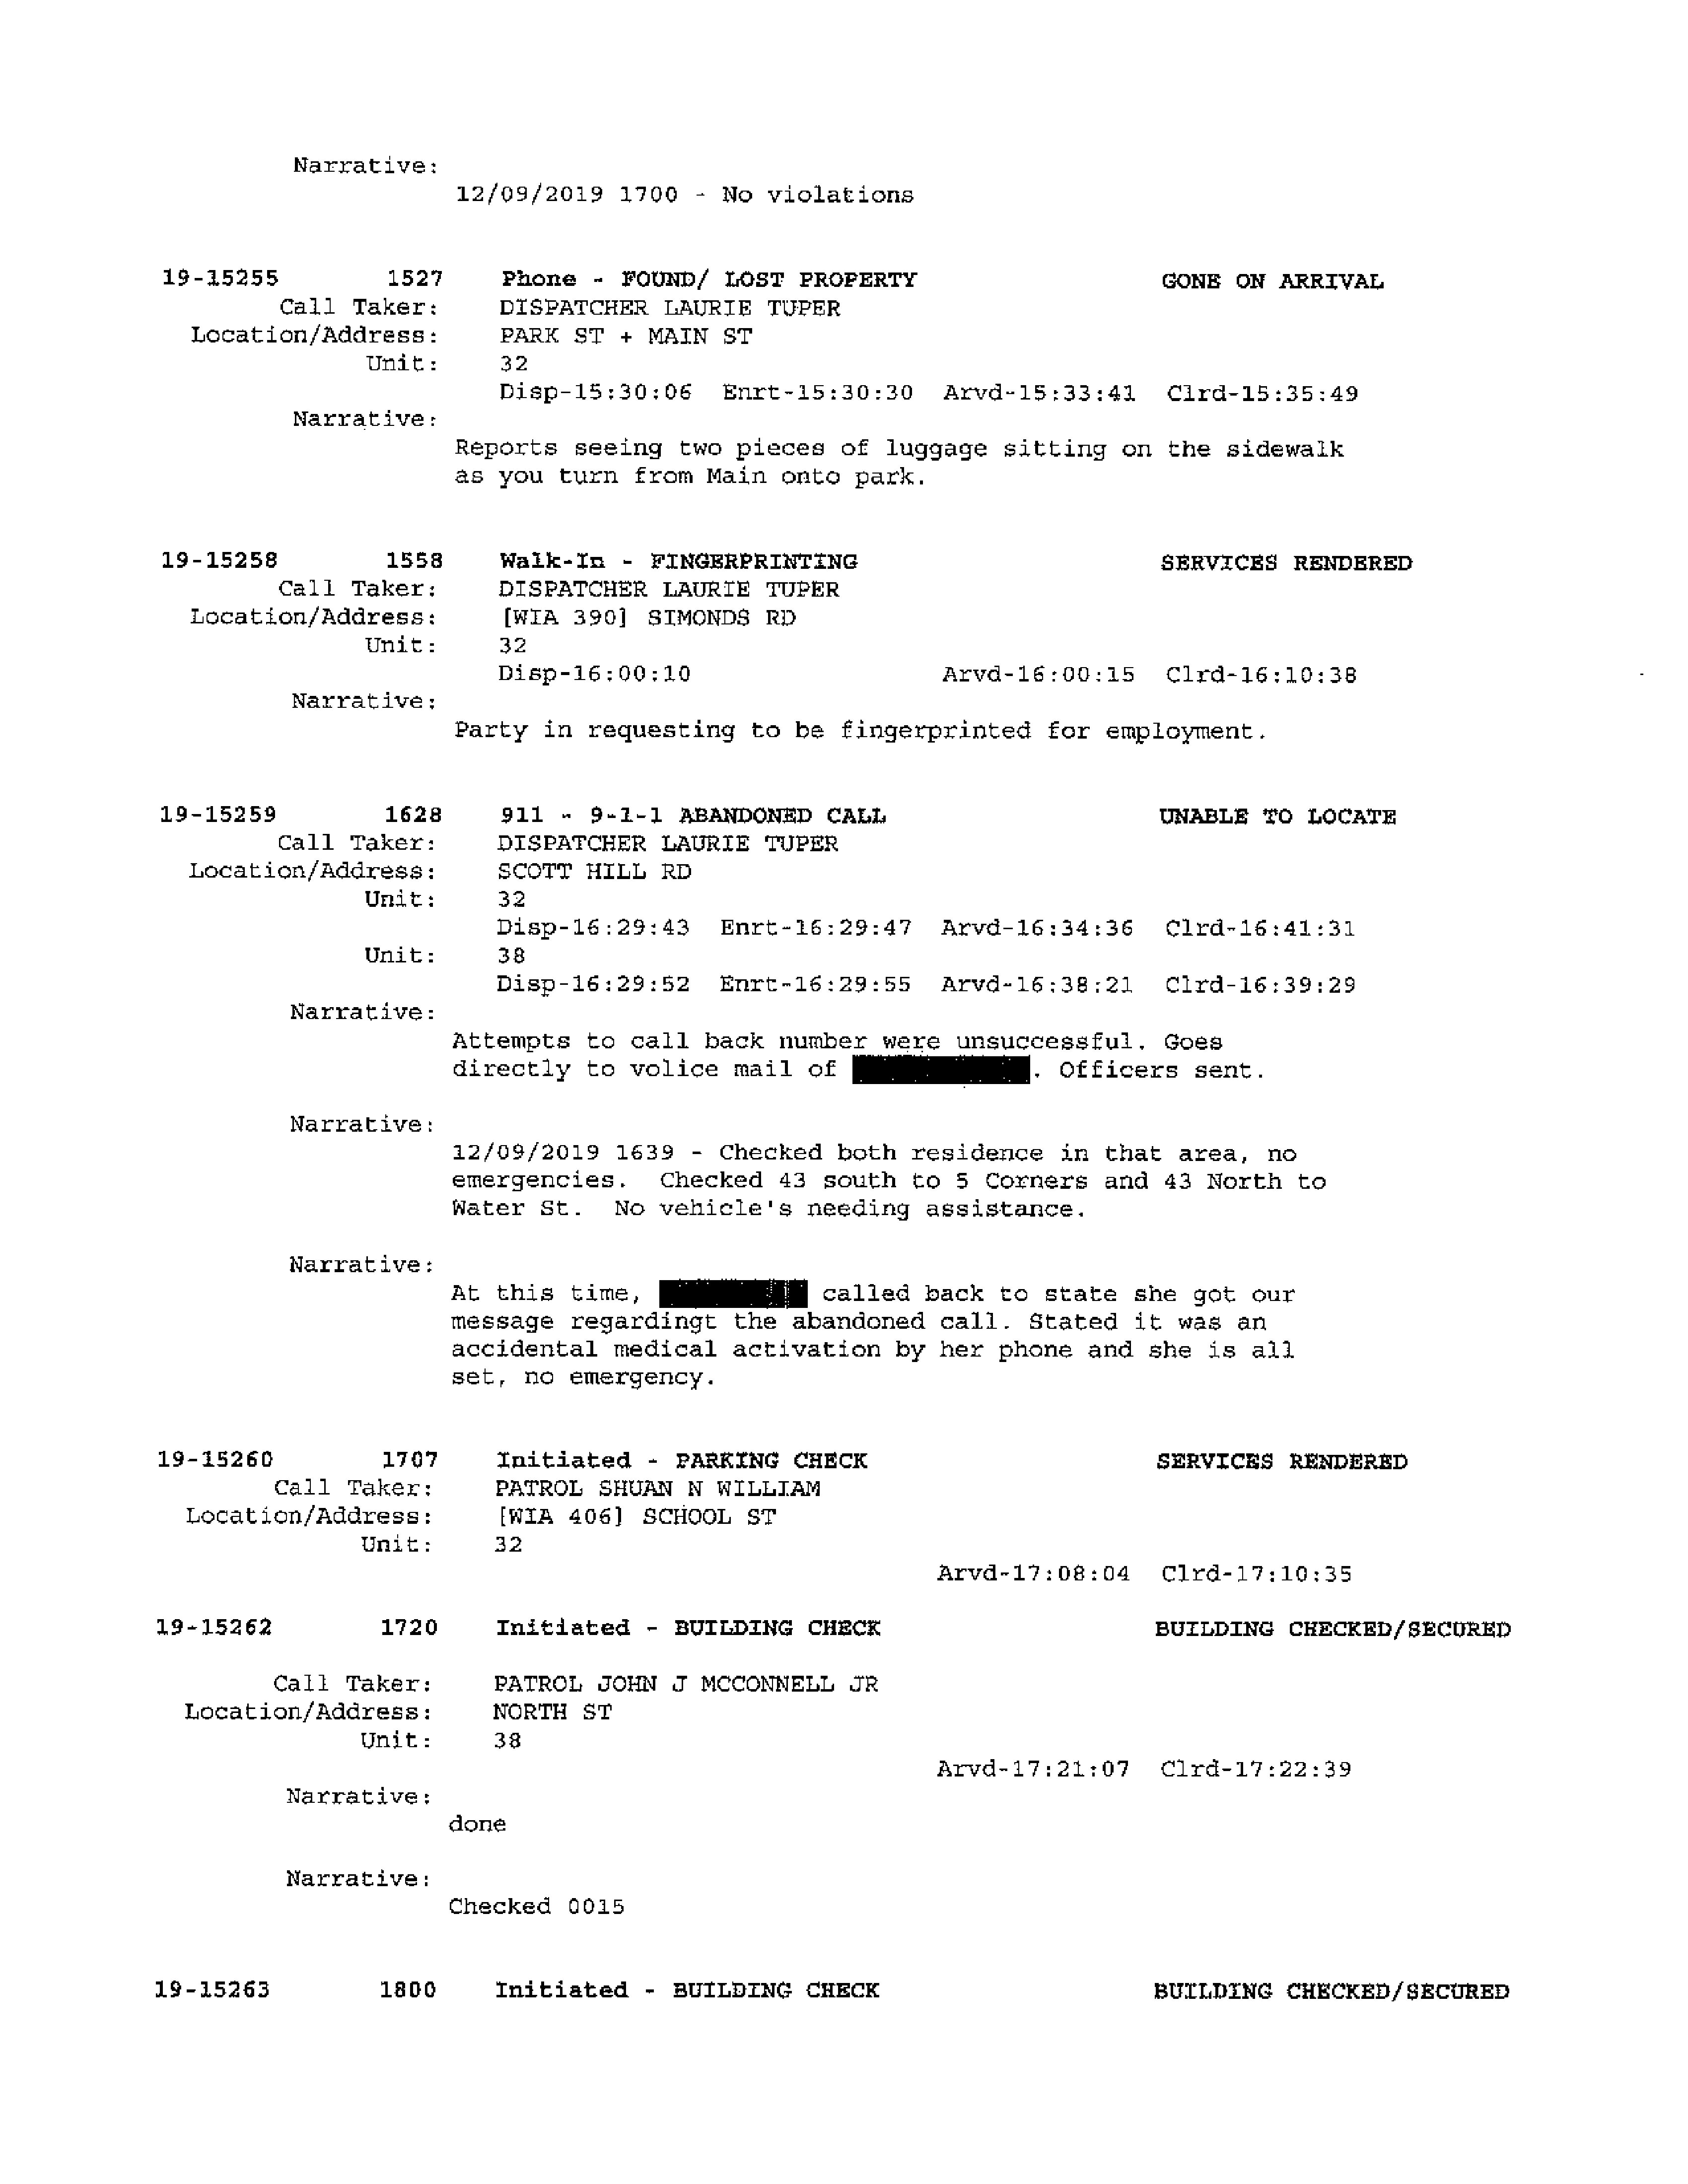 Narrative:
12/09/2019 1700 - No violations
19-15255 1527 Phone - FOUND/ LOST PROPERTY GONE ON ARRIVAL
Call Taker: DISPATCHER LAURIE TUPER
Location/Address: PARK ST + MAIN ST
Unit: 32
Disp-15:30:06 Enrt-15:30:30 Arvd-15:33:41 Clrd-15:35:49
Narrative:
Reports seeing two pieces of luggage sitting on the sidewalk
as you turn from Main onto park.
19-15258 1558 Walk-In - FINGERPRINTING SERVICES RENDERED
Call Taker: DISPATCHER LAURIE TUPER
Location/Address: [WIA 390] SIMONDS RD
Unit: 32
Disp-16:00:10 Arvd-16:00:15 Clrd-16:10:38
Narrative:
Party in requesting to be fingerprinted for employment.
19-15259 1628 911 - 9-1-1 ABANDONED CALL UNABLE TO LOCATE
Call Taker: DISPATCHER LAURIE TUPER
Location/Address: SCOTT HILL RD
Unit: 32
Disp-16:29:43 Enrt-16:29:47 Arvd-16:34:36 Clrd-16:41:31
Unit: 38
Disp-16:29:52 Enrt-16:29:55 Arvd-16:38:21 Clrd-16:39:29
Narrative:
Attempts to call back number were unsuccessful. Goes
directly to volice mail of . Officers sent.
Narrative:
12/09/2019 1639 - Checked both residence in that area, no
emergencies. Checked 43 south to 5 Corners and 43 North to
Water St. No vehicle's needing assistance.
Narrative:
At this time, called back to state she got our
message regardingt the abandoned call. Stated it was an
accidental medical activation by her phone and she is all
set, no emergency.
19-15260 1707 Initiated - PARKING CHECK SERVICES RENDERED
Call Taker: PATROL SHUAN N WILLIAM
Location/Address: [WIA 406] SCHOOL ST
Unit: 32
Arvd-17:08:04 Clrd-17:10:35
19-15262 1720 Initiated - BUILDING CHECK BUILDING CHECKED/SECURED
Call Taker: PATROL JOHN J MCCONNELL JR
Location/Address: NORTH ST
Unit: 38
Arvd-17:21:07 Clrd-17:22:39
Narrative:
done
Narrative:
Checked 0015
19-15263 1800 Initiated - BUILDING CHECK BUILDING CHECKED/SECURED